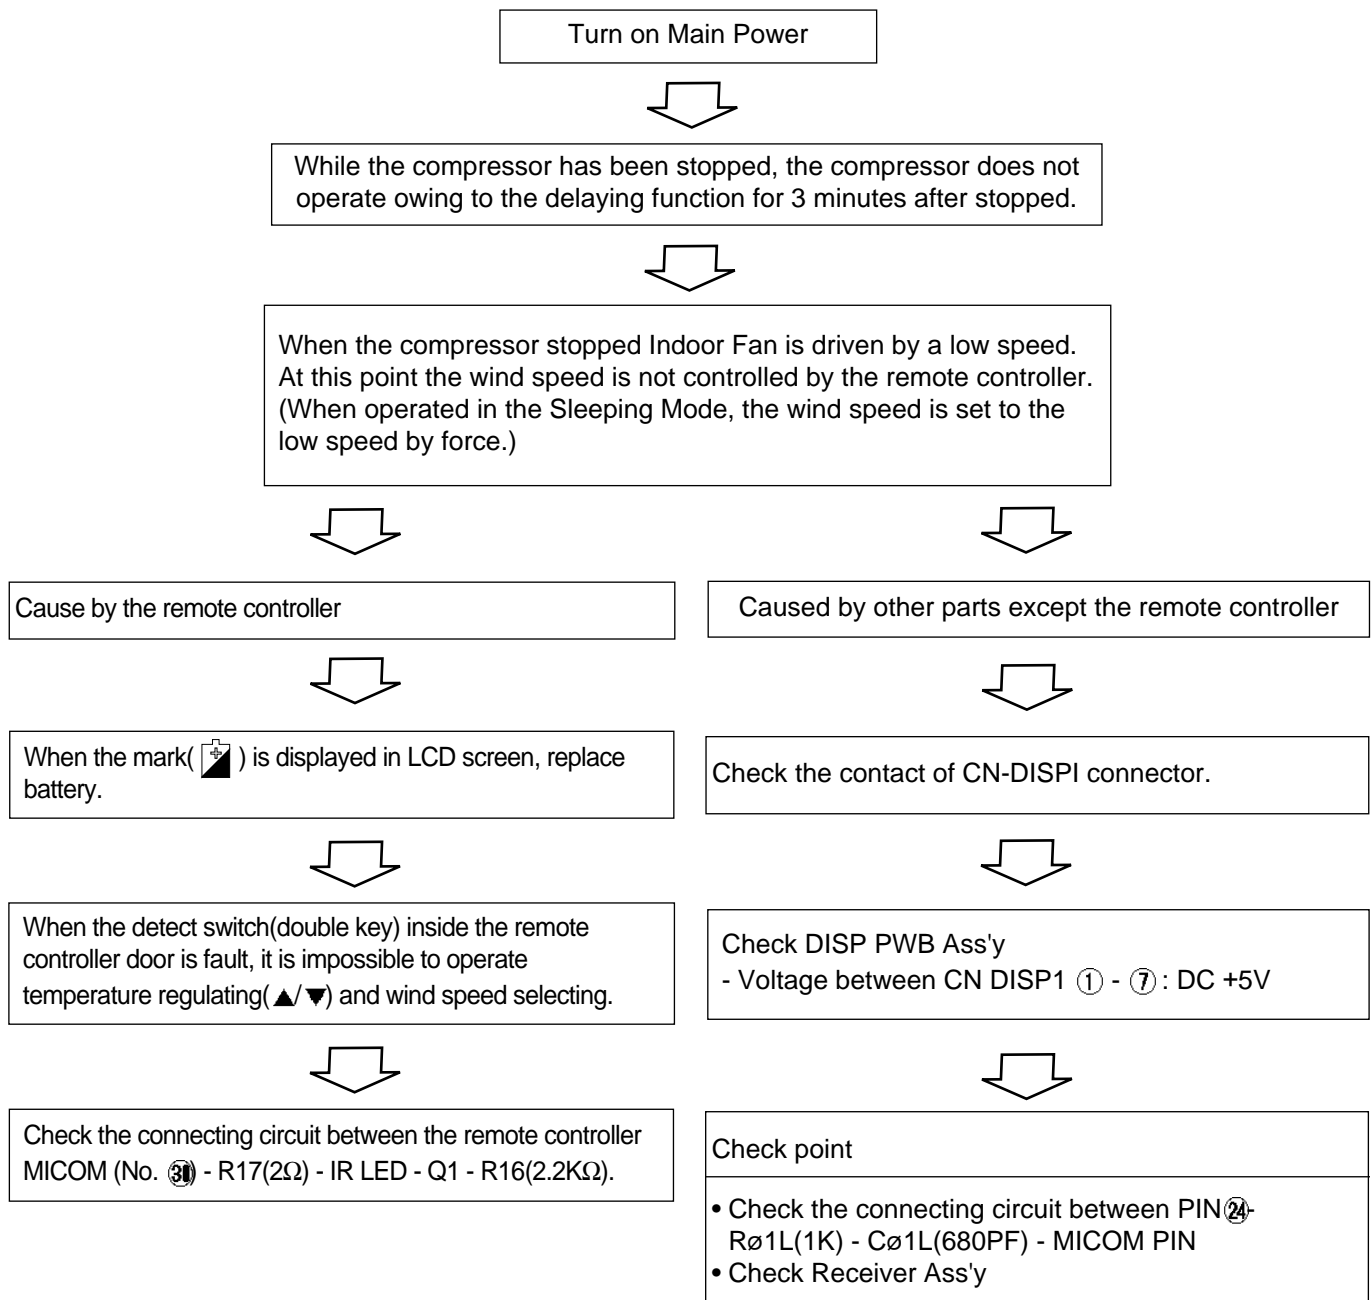 Turn on Main Power
While the compressor has been stopped, the compressor does not
operate owing to the delaying function for 3 minutes after stopped.
When the compressor stopped Indoor Fan is driven by a low speed.
At this point the wind speed is not controlled by the remote controller.
(When operated in the Sleeping Mode, the wind speed is set to the
low speed by force.)
Cause by the remote controller
When the mark( ) is displayed in LCD screen, replace
battery.
When the detect switch(double key) inside the remote
controller door is fault, it is impossible to operate
temperature regulating(▲/▼) and wind speed selecting.
Check the connecting circuit between the remote controller
MICOM (No. ) - R17(2Ω) - IR LED - Q1 - R16(2.2KΩ).
Caused by other parts except the remote controller
Check the contact of CN-DISPI connector.
Check DISP PWB Ass'y
- Voltage between CN DISP1 ① - ⑦ : DC +5V
Check point
• Check the connecting circuit between PIN㉔-
Rø1L(1K) - Cø1L(680PF) - MICOM PIN
• Check Receiver Ass'y